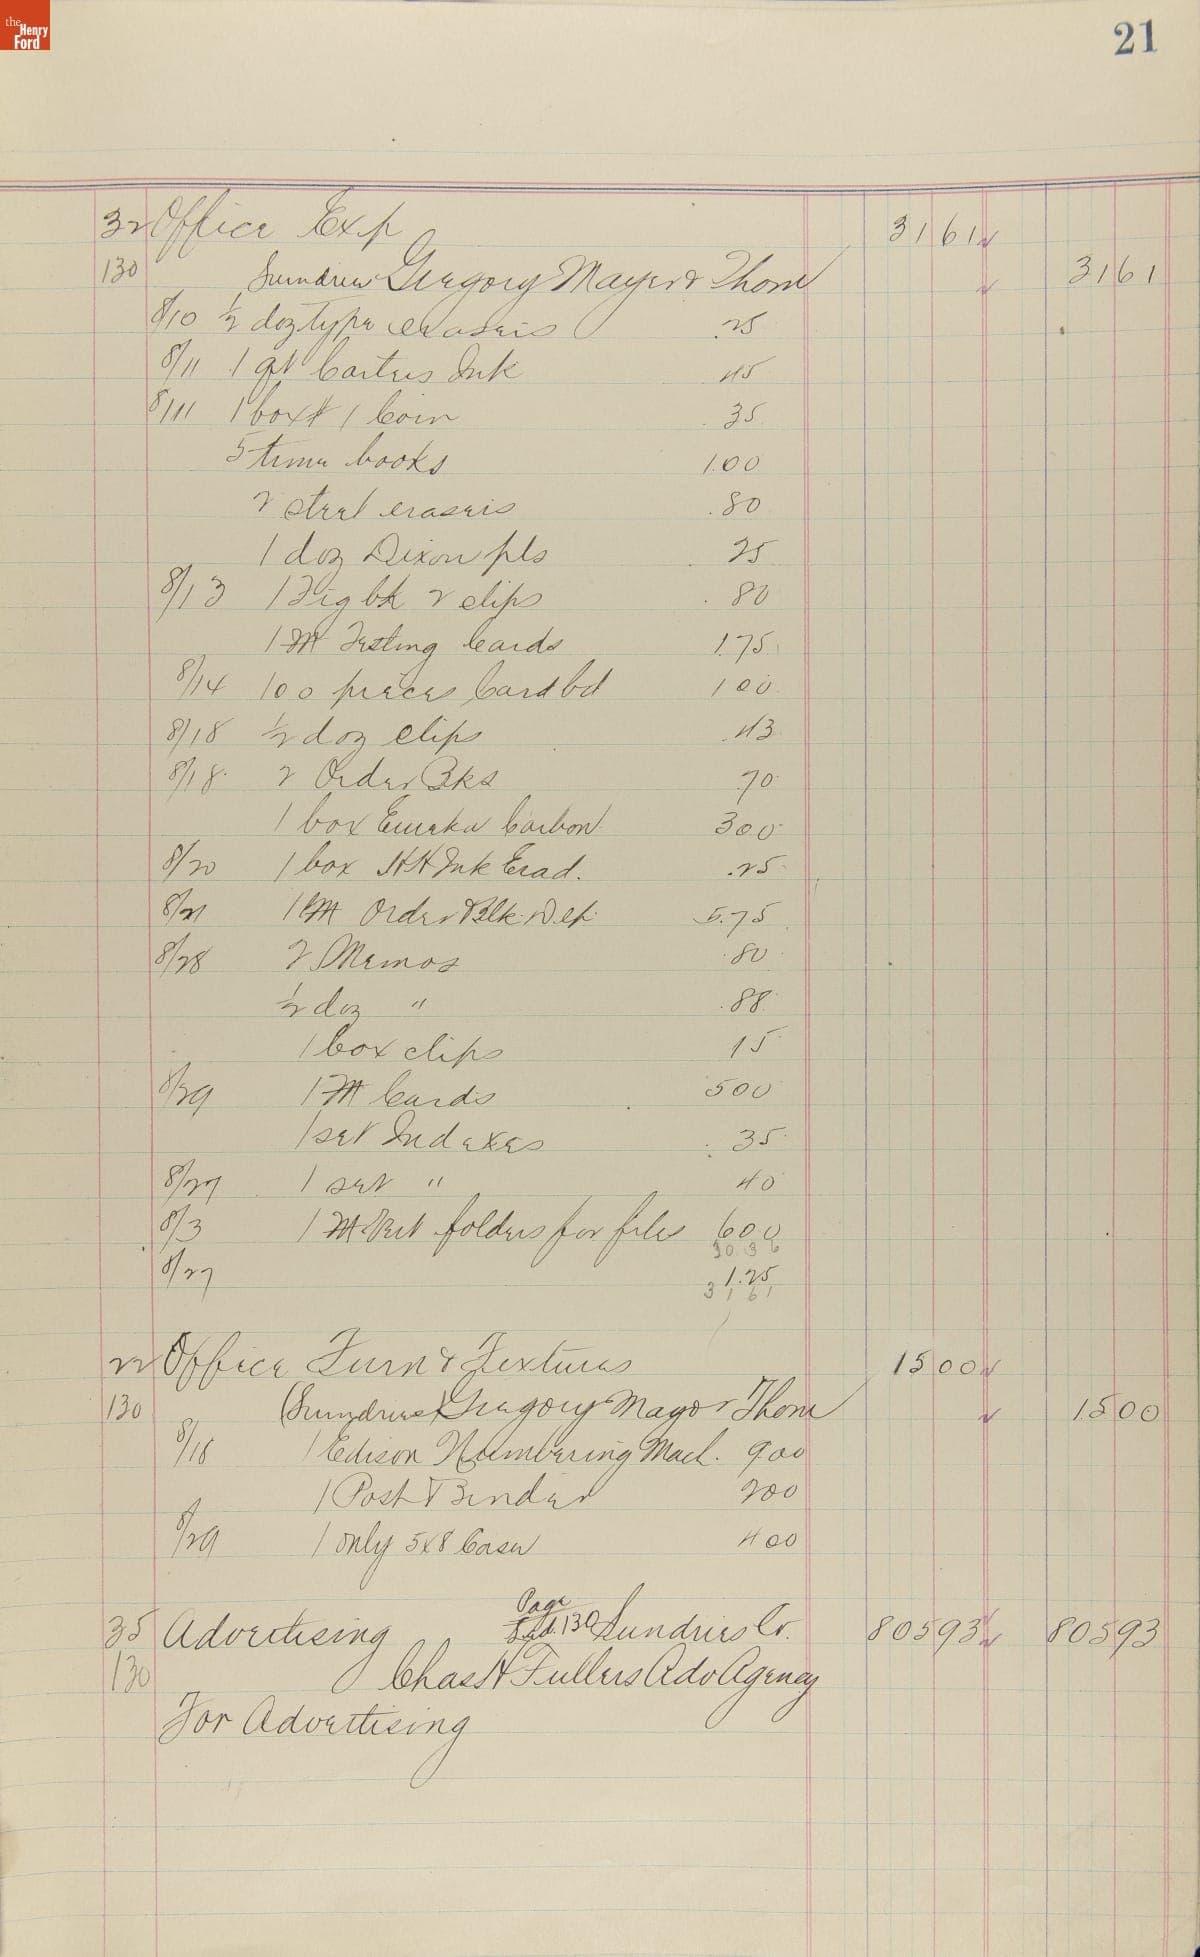 the Henry Ford
21
32 Office Exp 31 61
130 Sundries Gregory Mayer & Thom 31 61
8/10 1/2 doz type erasers .25
8/11 1 qt Carters Ink 45
8/11 1 box # 1 Coin .35
5 time books 1.00
2 steel erasers .80
1 doz Dixon pls .25
8/13 1 Fig bk 2 clips .80
1 M Testing Cards 1.75
8/14 100 pieces Cardbd 1 00
8/18 1/2 doz clips .43
8/18 2 Order Bks .70
1 box Eureka Carbon 3 00
8/20 1 box Ink Erad. .25
8/21 1 M Order Blk. Dep. 5.75
8/28 2 Memos .80
1/2 doz " .88
1 box clips 15
8/29 1 M Cards 5 00
1 set Indexes .35
8/27 1 set " 40
8/3 1 M folders for files 6 00
30 36
8/27 1.25
31 61
22 Office Furn & Fixtures 15 00
130 (Sundries) Gregory Mayer Thom 15 00
8/18 1 Edison Numbering Mach. 9 00
1 Post Binder 2 00
8/29 1 only 5x8 Case 4 00
Page
35 Advertising 130 Sundries Cr. 805 93 805 93
130 Chas H Fullers Adv Agency
For Advertising